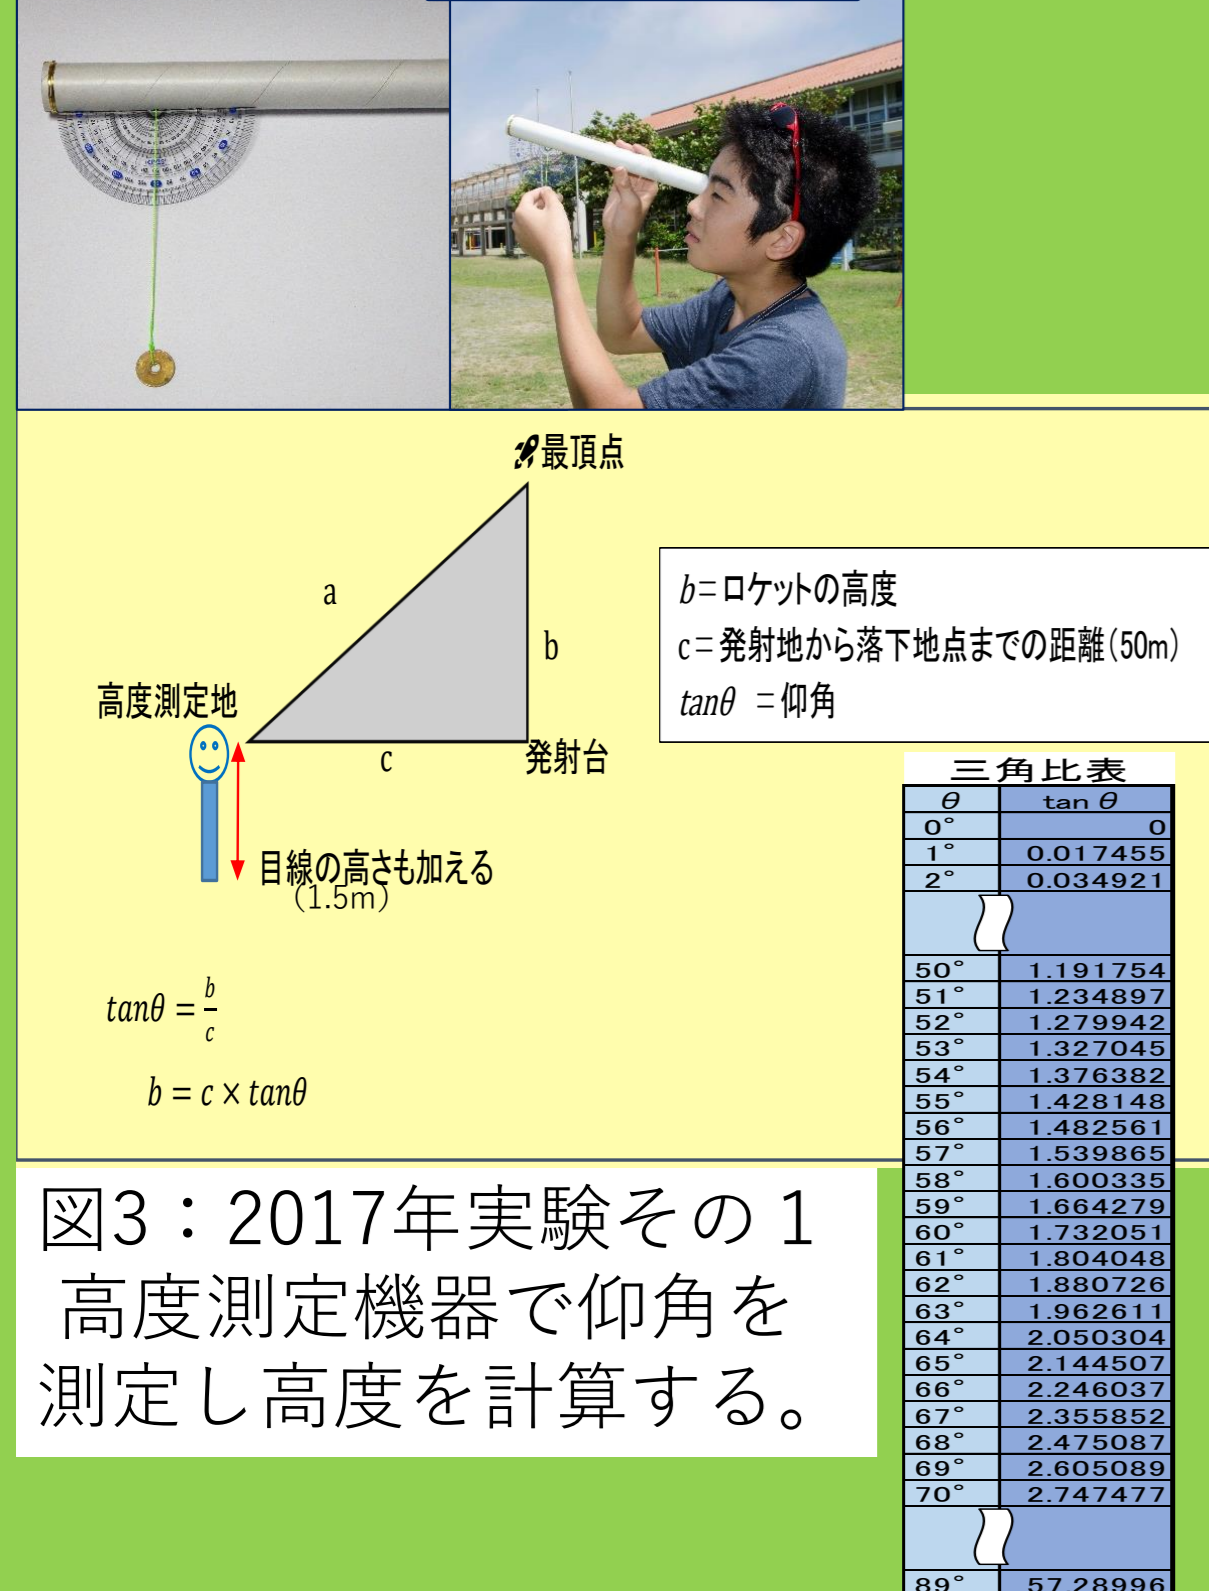 最頂点
a
b
高度測定地
c
発射台
目線の高さも加える
(1.5m)
b=ロケットの高度
c=発射地から落下地点までの距離(50m)
tanθ =仰角
tanθ = b/c
b = c × tanθ
三角比表
θ tan θ
0° 0
1° 0.017455
2° 0.034921
50° 1.191754
51° 1.234897
52° 1.279942
53° 1.327045
54° 1.376382
55° 1.428148
56° 1.482561
57° 1.539865
58° 1.600335
59° 1.664279
60° 1.732051
61° 1.804048
62° 1.880726
63° 1.962611
64° 2.050304
65° 2.144507
66° 2.246037
67° 2.355852
68° 2.475087
69° 2.605089
70° 2.747477
89° 57.28996
図3：2017年実験その１
高度測定機器で仰角を
測定し高度を計算する。